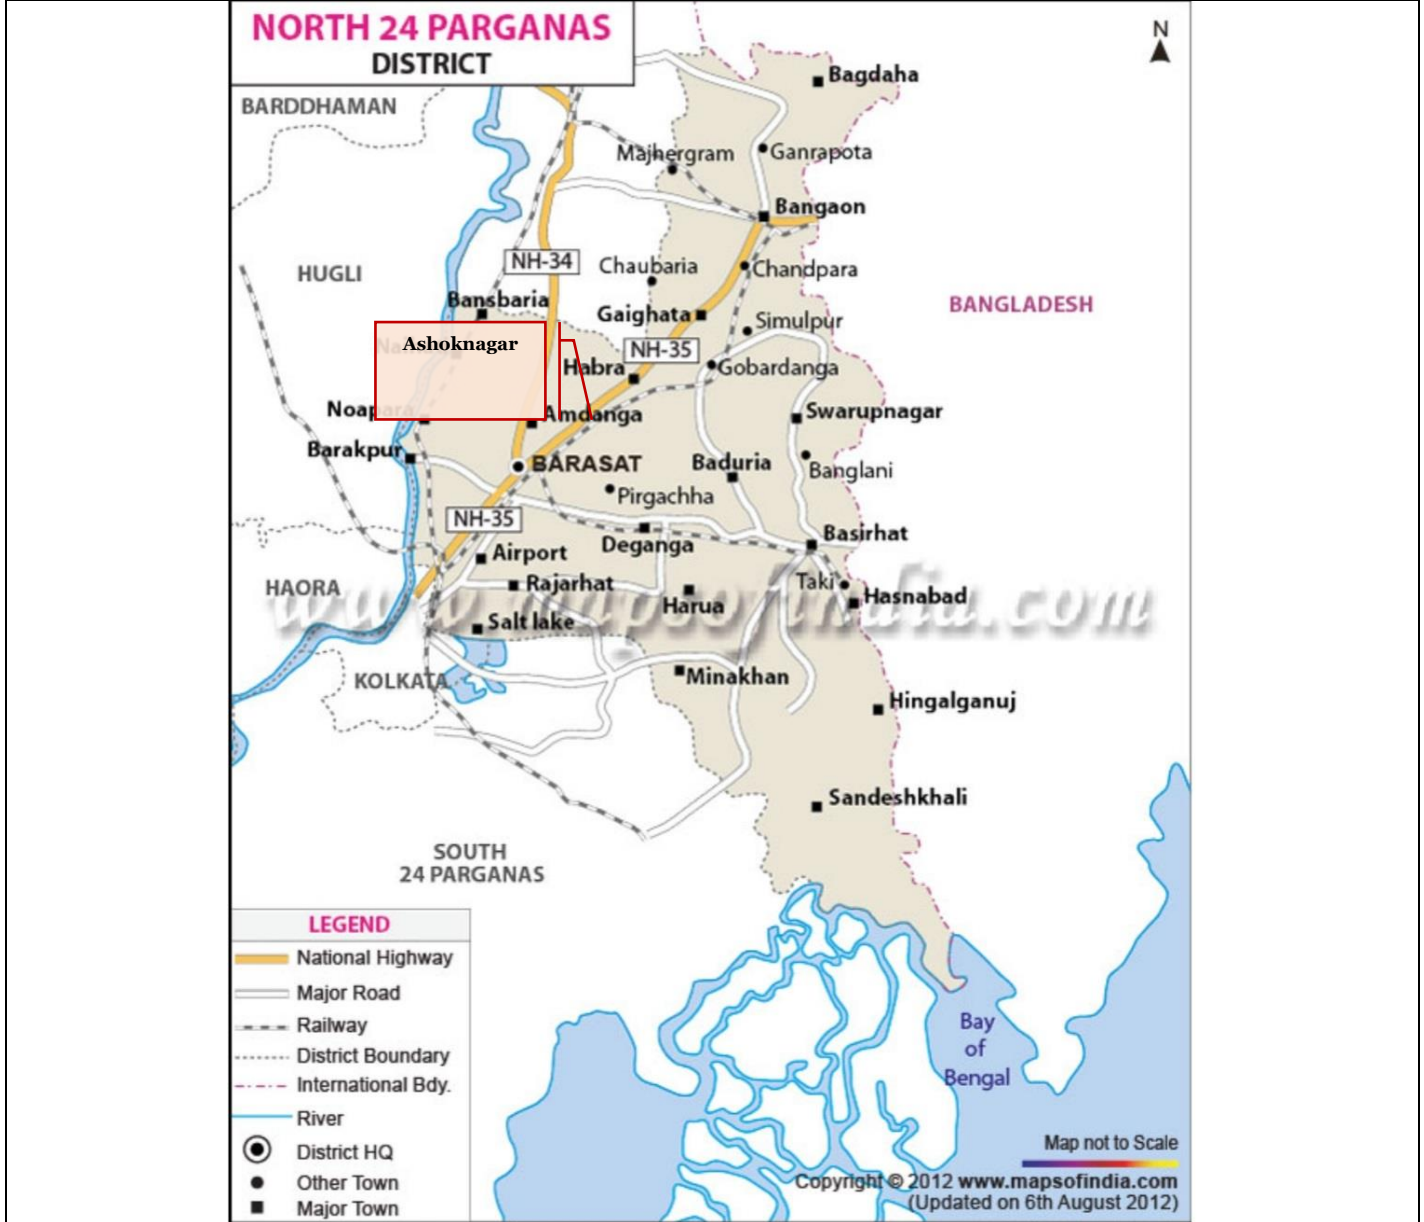 NORTH 24 PARGANAS
DISTRICT
N
BARDDHAMAN
Bagdaha
Majhergram
Ganrapota
Bangaon
NH-34
HUGLI
Chaubaria
Chandpara
Bansbaria
Gaighata
BANGLADESH
Simulpur
Ashoknagar
NH-35
Habra
Gobardanga
Noapara
Amdanga
Swarupnagar
Barakpur
BARASAT
Baduria
Banglani
Pirgachha
NH-35
Deganga
Basirhat
Airport
HAORA
Rajarhat
Taki
Hasnabad
Harua
www.mapsofindia.com
Salt lake
KOLKATA
Minakhan
Hingalganuj
Sandeshkhali
SOUTH
24 PARGANAS
LEGEND
National Highway
Major Road
Railway
District Boundary
International Bdy.
River
District HQ
Other Town
Major Town
Bay
of
Bengal
Map not to Scale
Copyright © 2012 www.mapsofindia.com
(Updated on 6th August 2012)